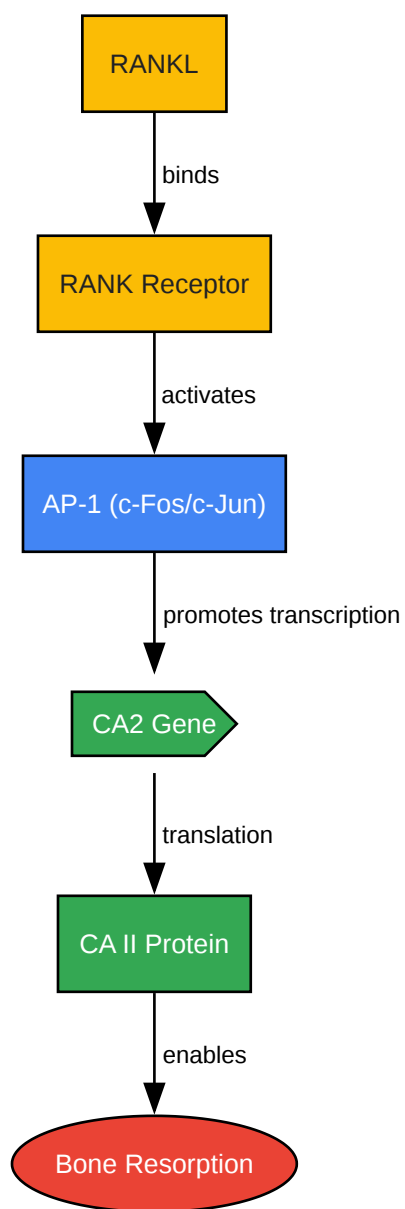 RANKL
binds
RANK Receptor
activates
AP-1 (c-Fos/c-Jun)
promotes transcription
CA2 Gene
translation
CA II Protein
enables
Bone Resorption